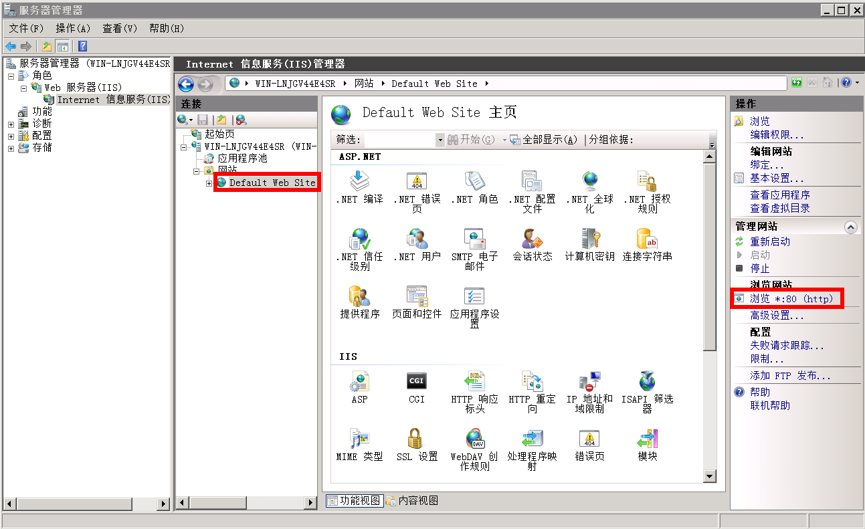 服务器管理器
文件(F) 操作(A) 查看(V) 帮助(H)
服务器管理器 (WIN-LNJGV44E4SR
角色
Web 服务器(IIS)
Internet 信息服务(IIS)
功能
诊断
配置
存储
Internet 信息服务(IIS)管理器
WIN-LNJGV44E4SR 网站 Default Web Site
连接
起始页
WIN-LNJGV44E4SR (WIN-
应用程序池
网站
Default Web Site
Default Web Site 主页
筛选: 开始(G) 全部显示(A) 分组依据:
ASP.NET
.NET 编译
.NET 错误页
.NET 角色
.NET 配置文件
.NET 全球化
.NET 授权规则
.NET 信任级别
.NET 用户
SMTP 电子邮件
会话状态
计算机密钥
连接字符串
提供程序
页面和控件
应用程序设置
IIS
ASP
CGI
HTTP 响应标头
HTTP 重定向
IP 地址和域限制
ISAPI 筛选器
MIME 类型
SSL 设置
WebDAV 创作规则
处理程序映射
错误页
模块
功能视图 内容视图
操作
浏览
编辑权限...
编辑网站
绑定...
基本设置...
查看应用程序
查看虚拟目录
管理网站
重新启动
启动
停止
浏览网站
浏览 *:80 (http)
高级设置...
配置
失败请求跟踪...
限制...
添加 FTP 发布...
帮助
联机帮助